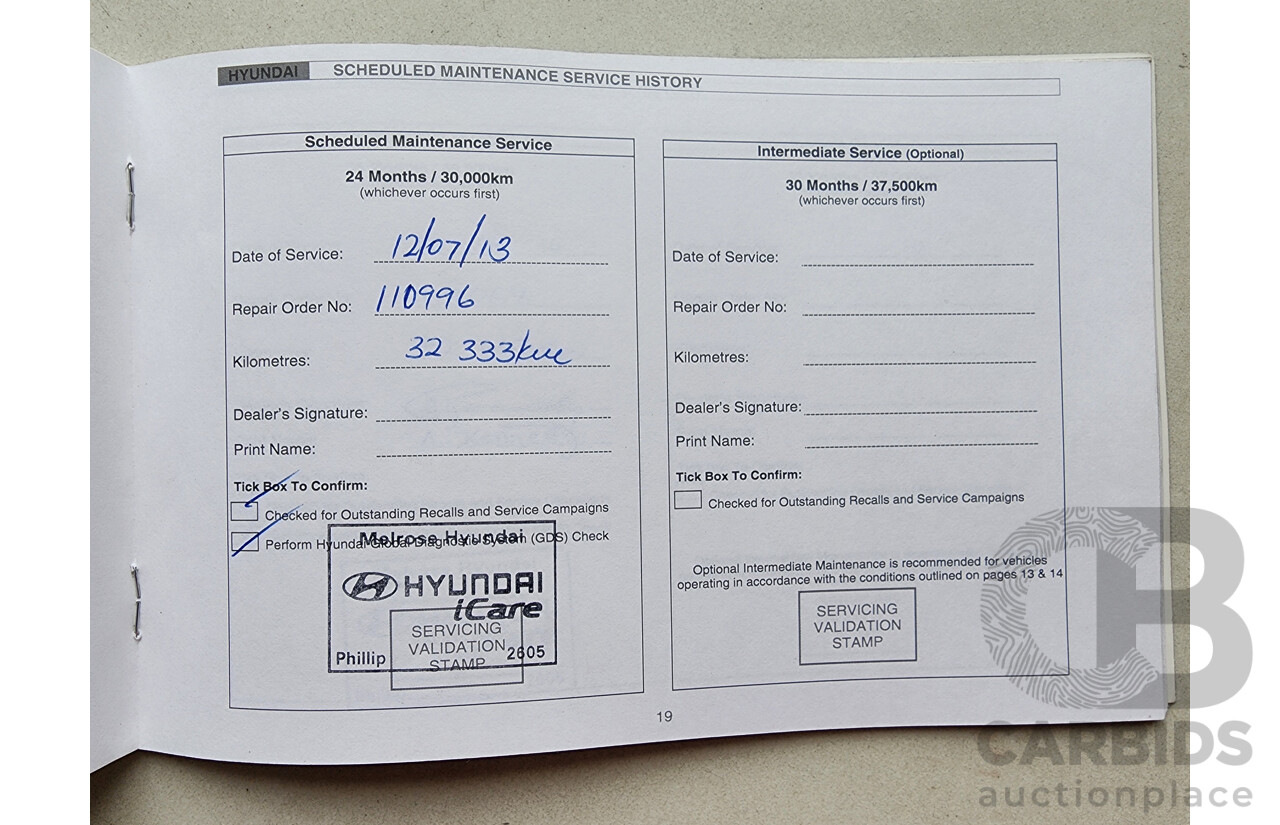 HYUNDAI SCHEDULED MAINTENANCE SERVICE HISTORY
Scheduled Maintenance Service
24 Months / 30,000km
(whichever occurs first)
Date of Service: 12/07/13
Repair Order No: 110996
Kilometres: 32 333km
Dealer's Signature:
Print Name:
Tick Box To Confirm:
Checked for Outstanding Recalls and Service Campaigns
Perform Hyundai Global Diagnostic System (GDS) Check
Melrose Hyundai
HYUNDAI
iCare
Phillip 2605
SERVICING
VALIDATION
STAMP
Intermediate Service (Optional)
30 Months / 37,500km
(whichever occurs first)
Date of Service:
Repair Order No:
Kilometres:
Dealer's Signature:
Print Name:
Tick Box To Confirm:
Checked for Outstanding Recalls and Service Campaigns
Optional Intermediate Maintenance is recommended for vehicles
operating in accordance with the conditions outlined on pages 13 & 14
SERVICING
VALIDATION
STAMP
19
CB
CARBIDS
auctionplace